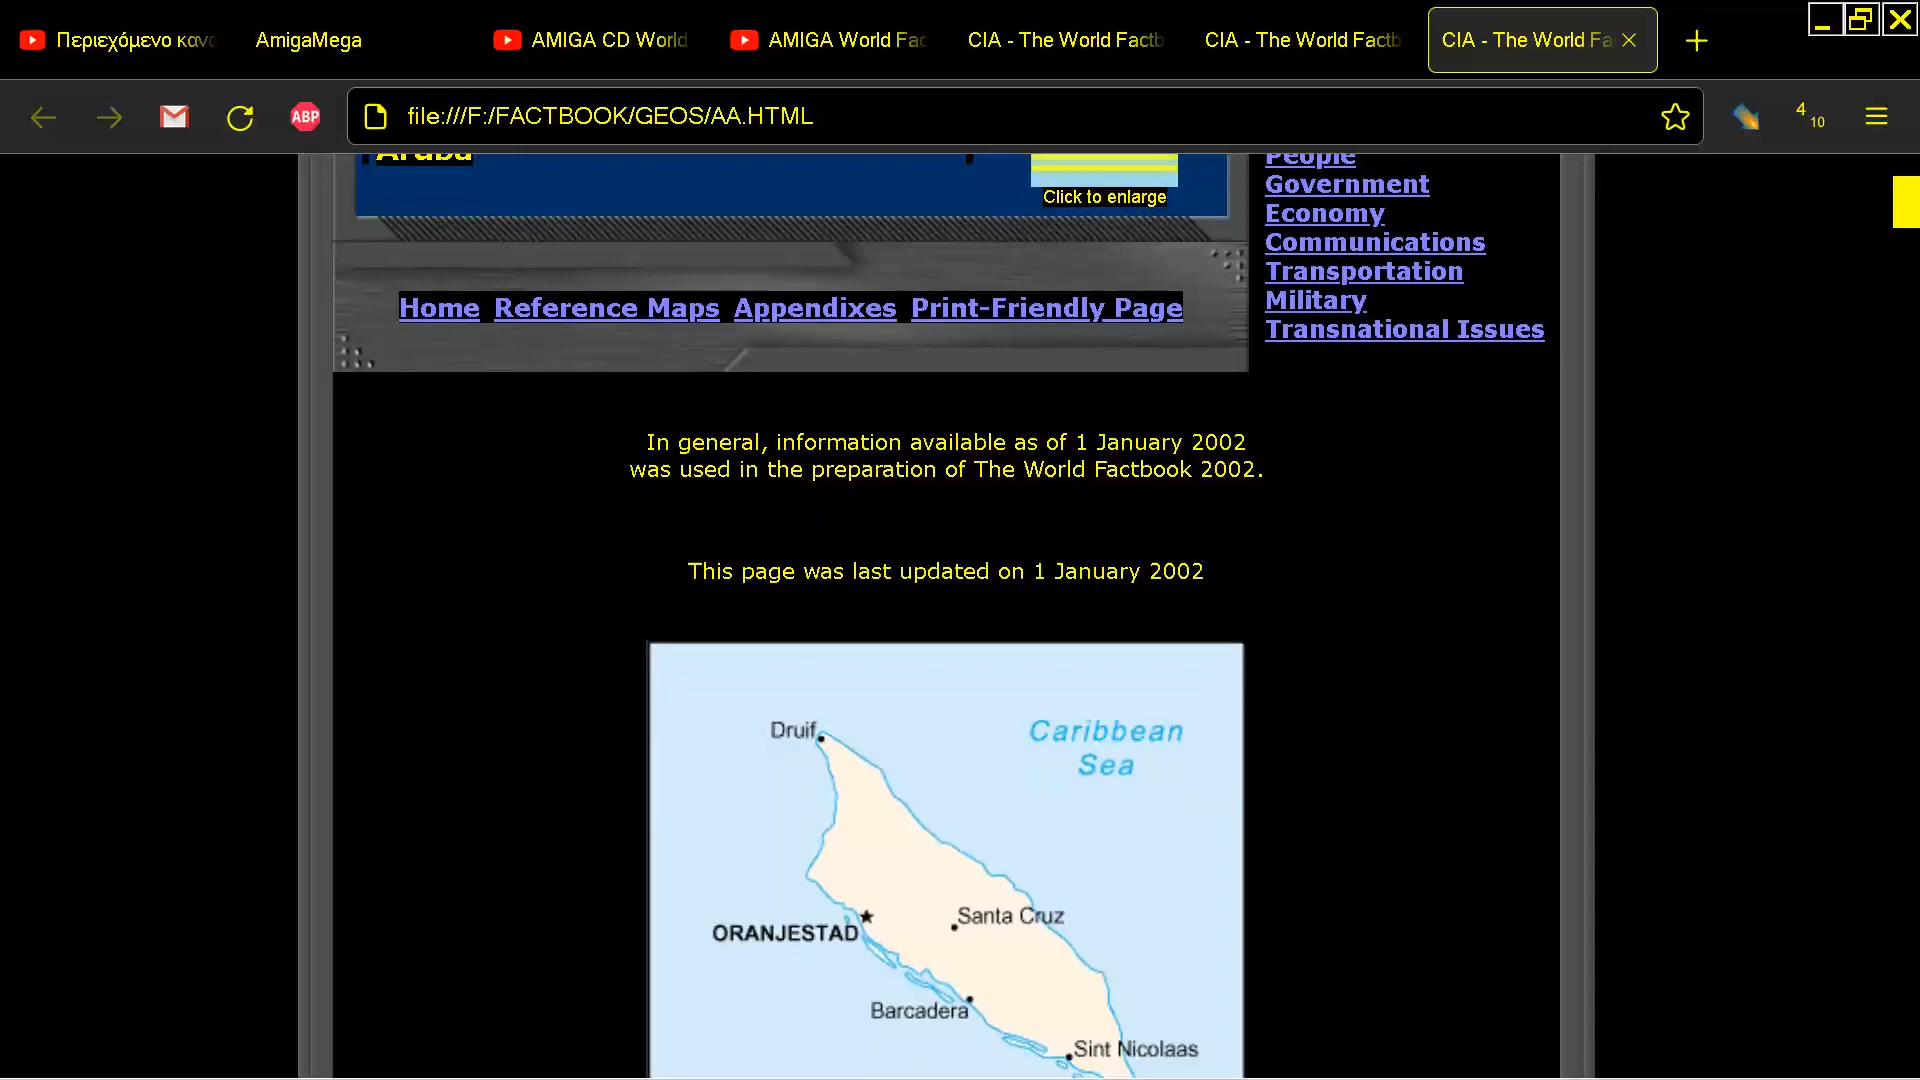 Περιεχόμενο κανα
AmigaMega
AMIGA CD World
AMIGA World Fac
CIA - The World Factb
CIA - The World Factb
CIA - The World Fa
ABP
file:///F:/FACTBOOK/GEOS/AA.HTML
4
10
Aruba
Click to enlarge
People
Government
Economy
Communications
Transportation
Military
Transnational Issues
Home Reference Maps Appendixes Print-Friendly Page
In general, information available as of 1 January 2002
was used in the preparation of The World Factbook 2002.
This page was last updated on 1 January 2002
Druif
Caribbean
Sea
Santa Cruz
ORANJESTAD
Barcadera
Sint Nicolaas